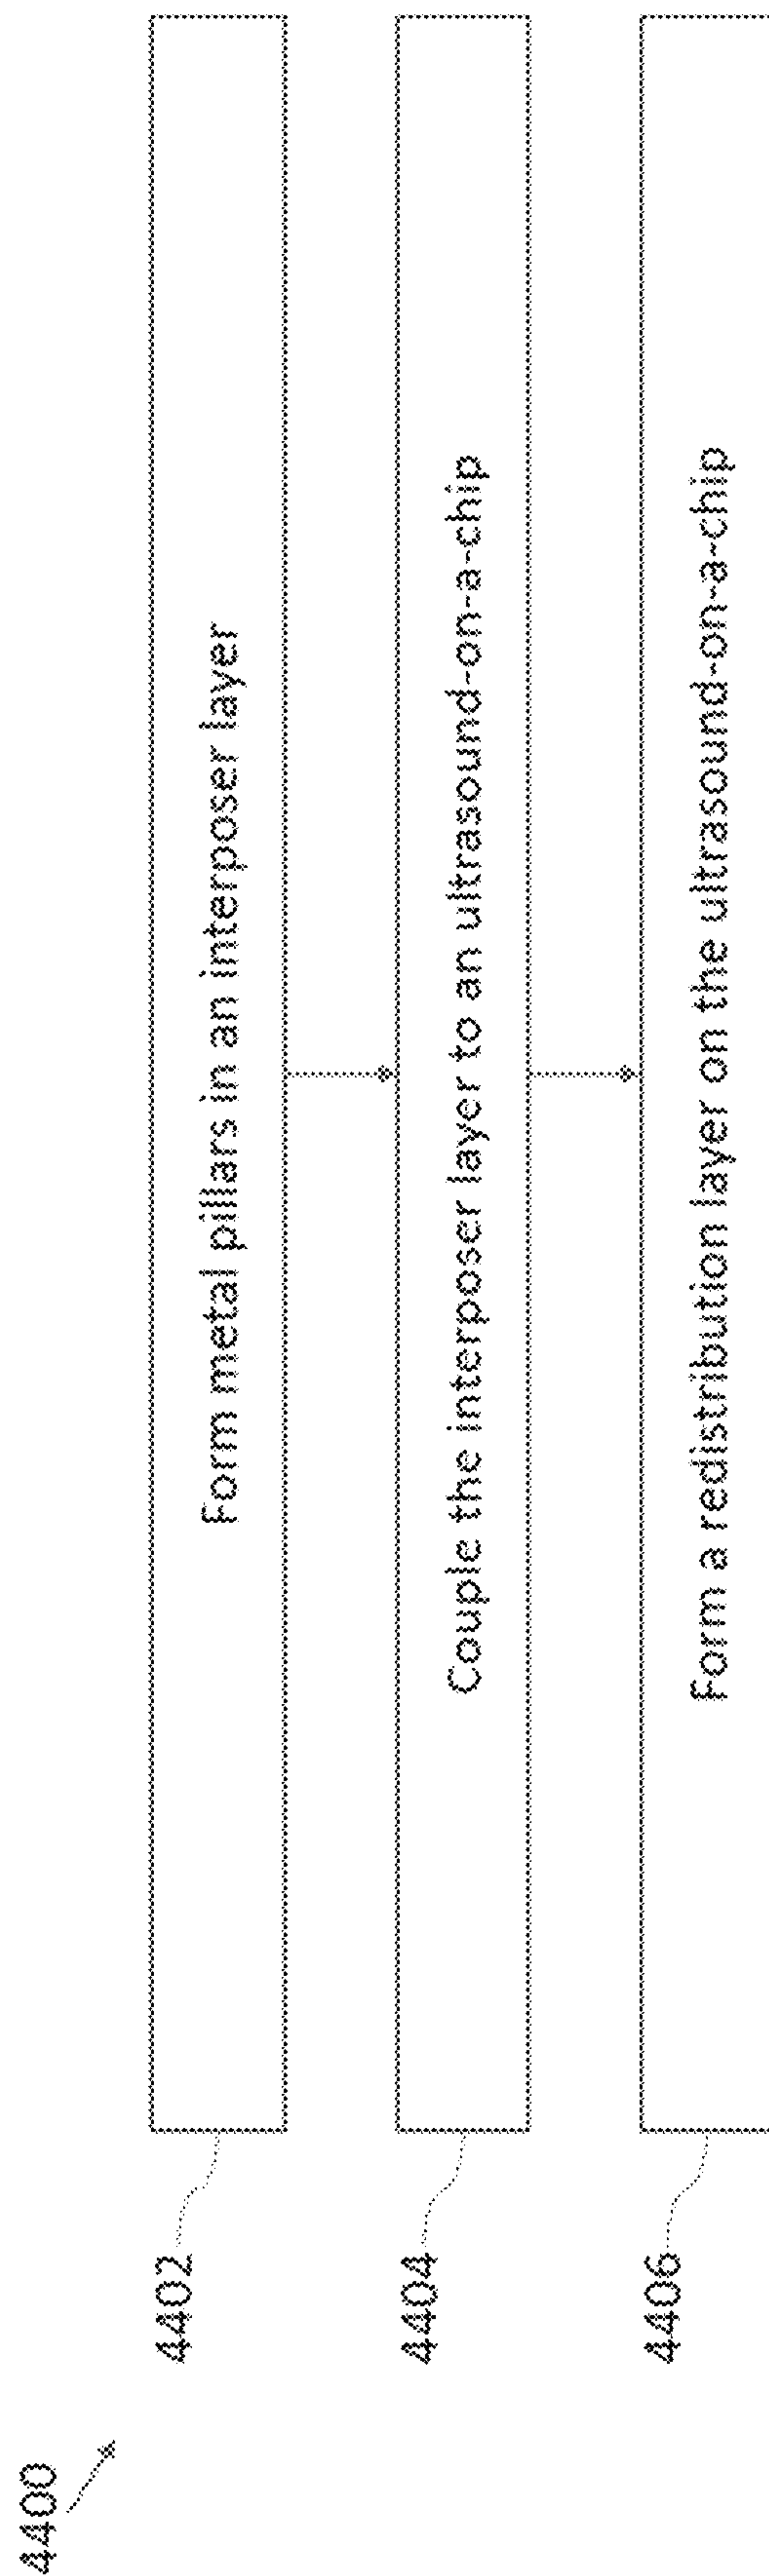 4400
4402
Form metal pillars in an interposer layer
4404
Couple the interposer layer to an ultrasound-on-a-chip
4406
Form a redistribution layer on the ultrasound-on-a-chip